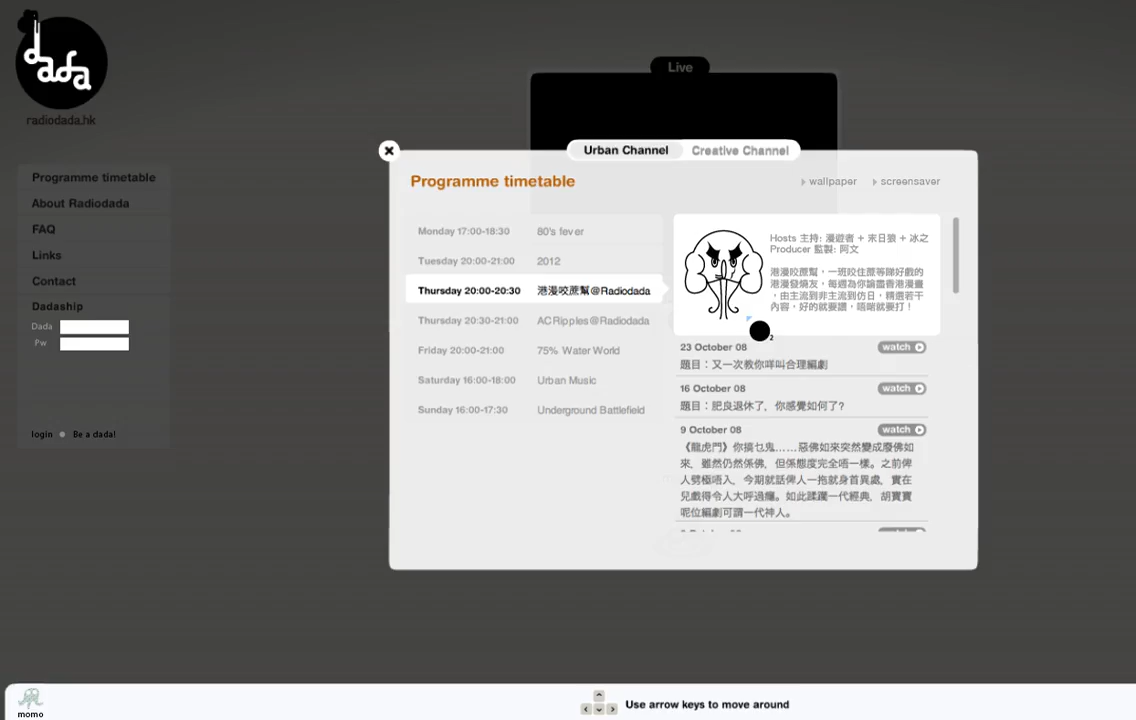 dada
radiodada.hk
Programme timetable
About Radiodada
FAQ
Links
Contact
Dadaship
Dada
Pw
login
Be a dada!
Live
Urban Channel
Creative Channel
Programme timetable
wallpaper
screensaver
Monday 17:00-18:30 80's fever
Tuesday 20:00-21:00 2012
Thursday 20:00-20:30 港漫咬蔗幫@Radiodada
Thursday 20:30-21:00 ACRipples@Radiodada
Friday 20:00-21:00 75% Water World
Saturday 16:00-18:00 Urban Music
Sunday 16:00-17:30 Underground Battlefield
Hosts 主持: 漫遊者 + 末日狼 + 冰之
Producer 監製: 阿文
港漫咬蔗幫，一班咬住蔗等睇好戲的
港漫發燒友，每週為你論盡香港漫畫
，由主流到非主流到仿日，精選若干
內容，好的就要讚，唔啱就要打！
2
23 October 08 watch
題目：又一次教你咩叫合理編劇
16 October 08 watch
題目：肥良退休了，你感覺如何了?
9 October 08 watch
《龍虎門》你搞乜鬼……惡佛如來突然變成廢佛如
來，雖然仍然係佛，但係態度完全唔一樣。之前俾
人劈極唔入，今期就話俾人一拖就身首異處，實在
兒戲得令人大呼過癮。如此蹂躪一代經典，胡寶寶
呢位編劇可謂一代神人。
momo
Use arrow keys to move around